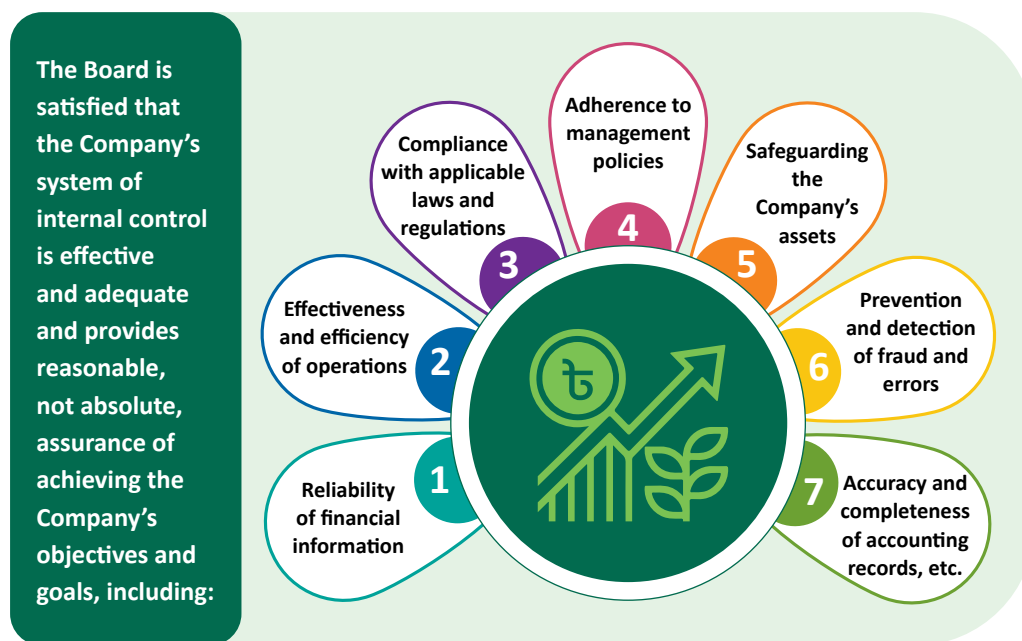 The Board is
satisfied that
the Company's
system of
internal control
is effective
and adequate
and provides
reasonable,
not absolute,
assurance of
achieving the
Company's
objectives and
goals, including:
1
Reliability
of financial
information
2
Effectiveness
and efficiency
of operations
3
Compliance
with applicable
laws and
regulations
4
Adherence to
management
policies
5
Safeguarding
the
Company's
assets
6
Prevention
and detection
of fraud and
errors
7
Accuracy and
completeness
of accounting
records, etc.
৳